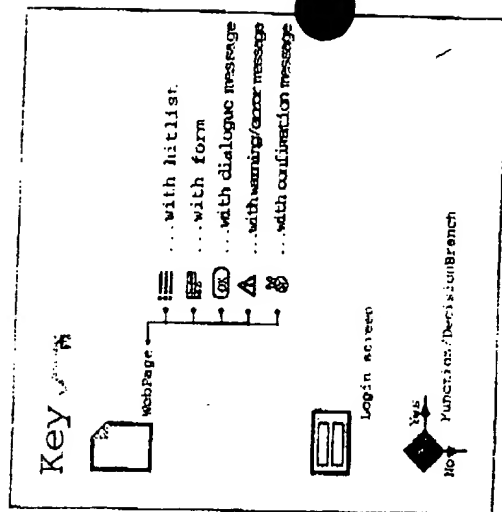 Key
WebPage
...with hitlist
...with form
OK ...with dialogue message
...with warning/error message
...with confirmation message
Login screen
Yes
No
Function/DecisionBranch